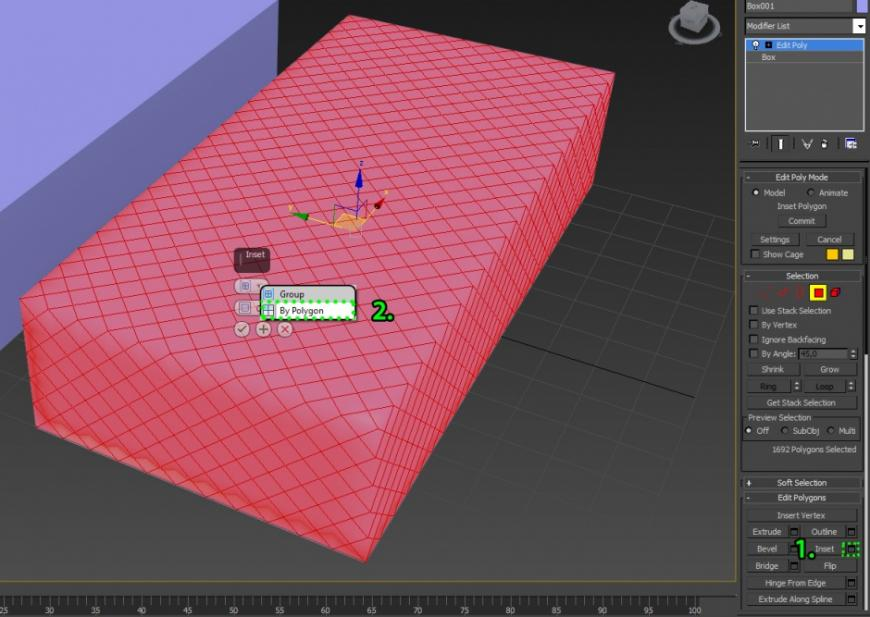 Box001
Modifier List
Edit Poly
Box
Edit Poly Mode
Model Animate
Inset Polygon
Commit
Settings Cancel
Show Cage
Selection
Use Stack Selection
By Vertex
Ignore Backfacing
By Angle: 45,0
Shrink Grow
Ring Loop
Get Stack Selection
Preview Selection
Off SubObj Multi
1692 Polygons Selected
Soft Selection
Edit Polygons
Insert Vertex
Extrude Outline
Bevel 1. Inset
Bridge Flip
Hinge From Edge
Extrude Along Spline
z
y
x
Inset
Group
By Polygon 2.
25 30 35 40 45 50 55 60 65 70 75 80 85 90 95 100